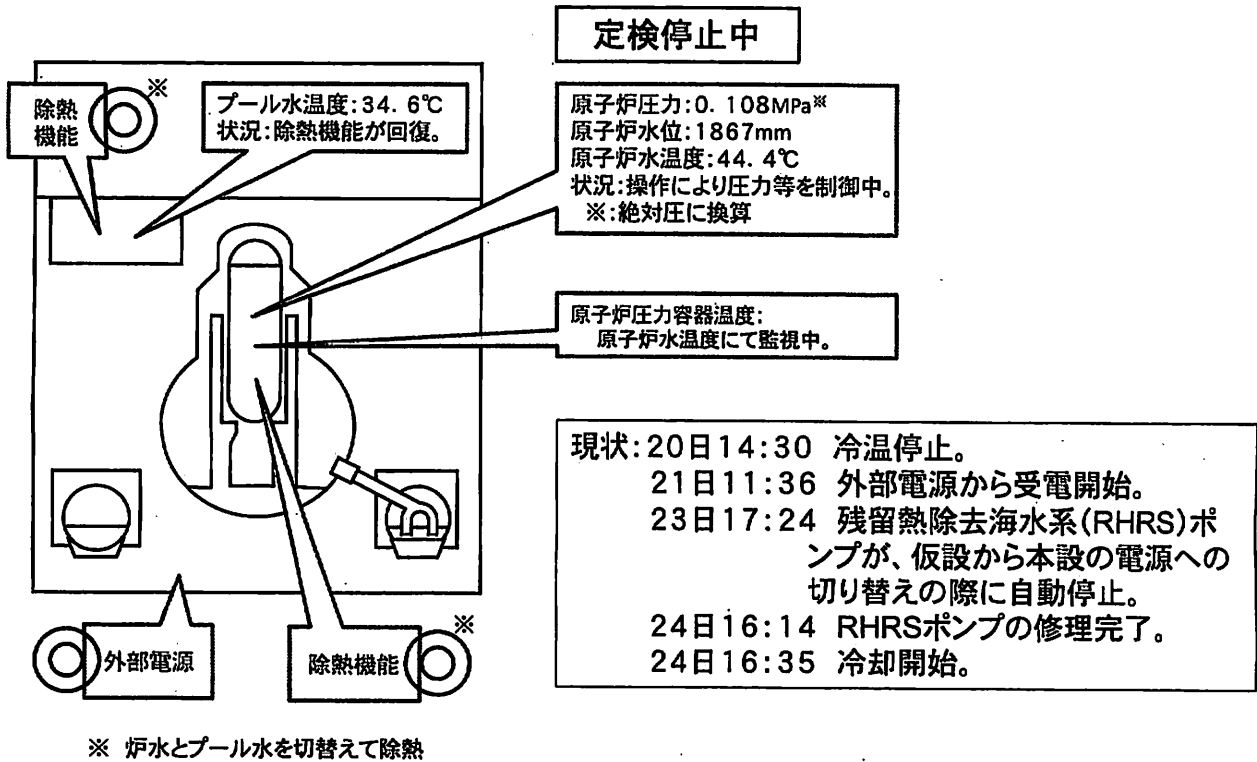 定検停止中
除熱
機能
※
プール水温度:34.6℃
状況:除熱機能が回復。
原子炉圧力:0.108MPa※
原子炉水位:1867mm
原子炉水温度:44.4℃
状況:操作により圧力等を制御中。
※:絶対圧に換算
原子炉圧力容器温度:
原子炉水温度にて監視中。
現状:20日14:30 冷温停止。
21日11:36 外部電源から受電開始。
23日17:24 残留熱除去海水系(RHRS)ポ
ンプが、仮設から本設の電源への
切り替えの際に自動停止。
24日16:14 RHRSポンプの修理完了。
24日16:35 冷却開始。
外部電源
除熱機能
※
※ 炉水とプール水を切替えて除熱